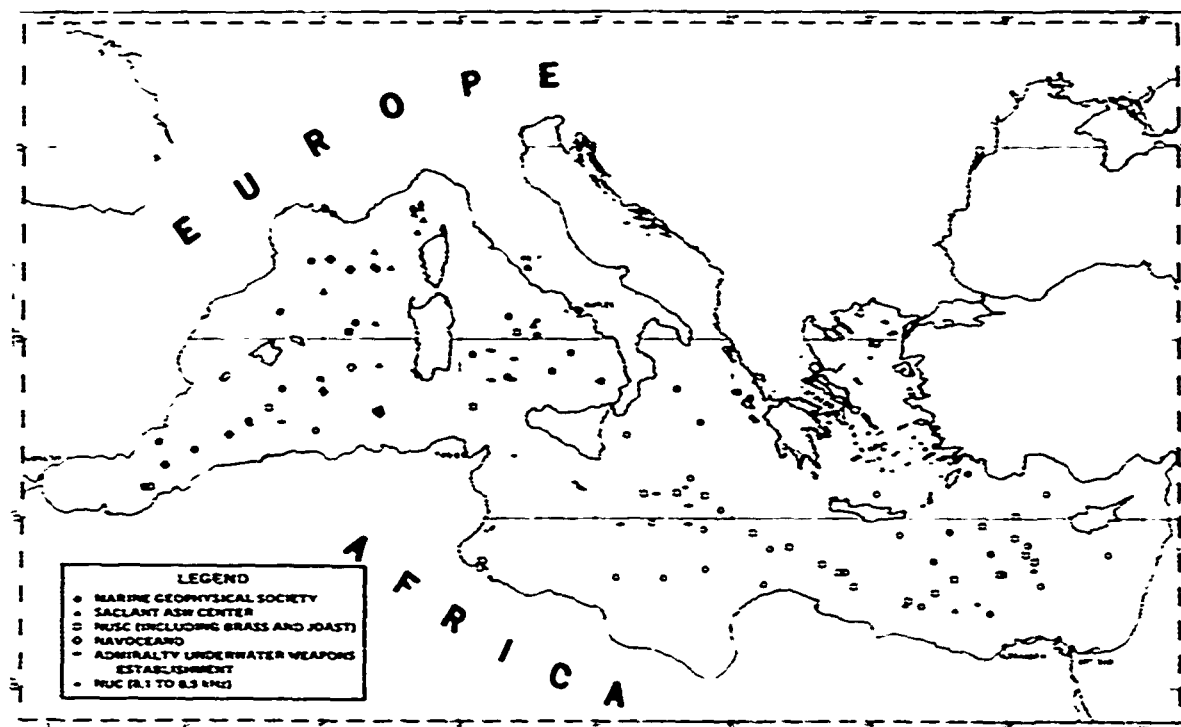 EUROPE
AFRICA
LEGEND
MARINE GEOPHYSICAL SOCIETY
SACLANT ASW CENTER
NUSC (INCLUDING BRASS AND JOAST)
NAVOCEANO
ADMIRALTY UNDERWATER WEAPONS
ESTABLISHMENT